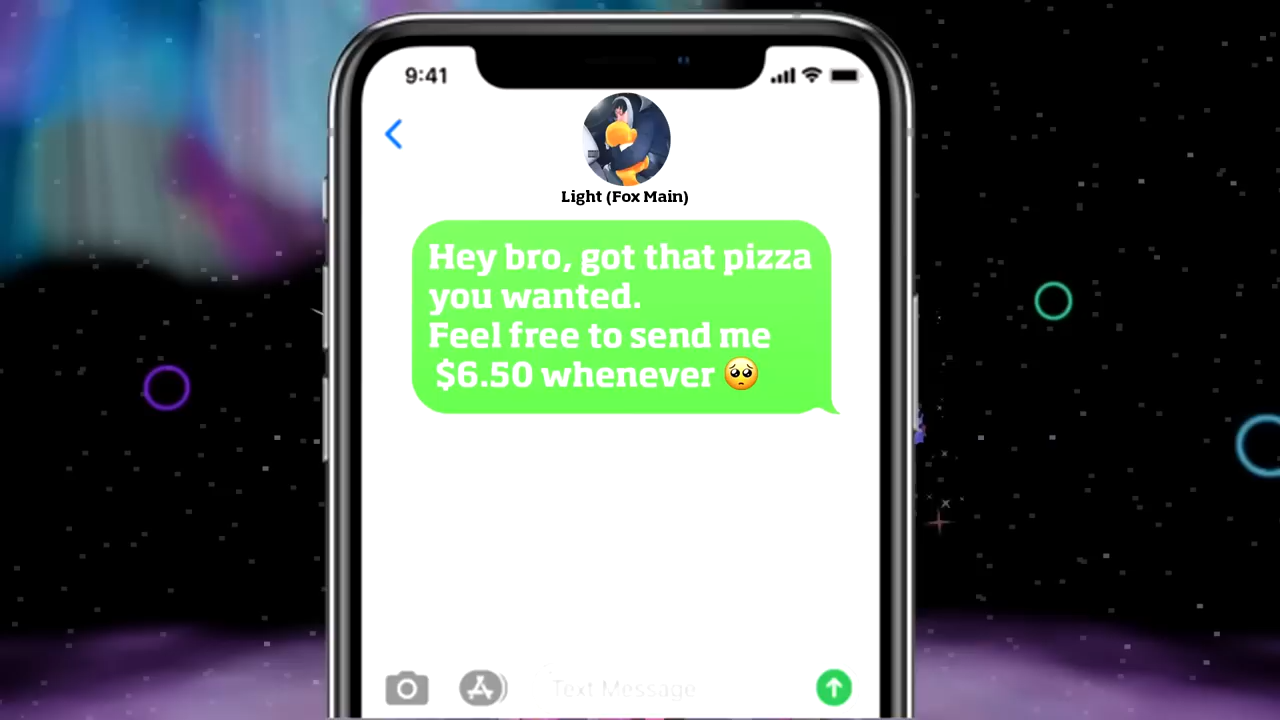 9:41
Light (Fox Main)
Hey bro, got that pizza
you wanted.
Feel free to send me
$6.50 whenever 🥺
Text Message